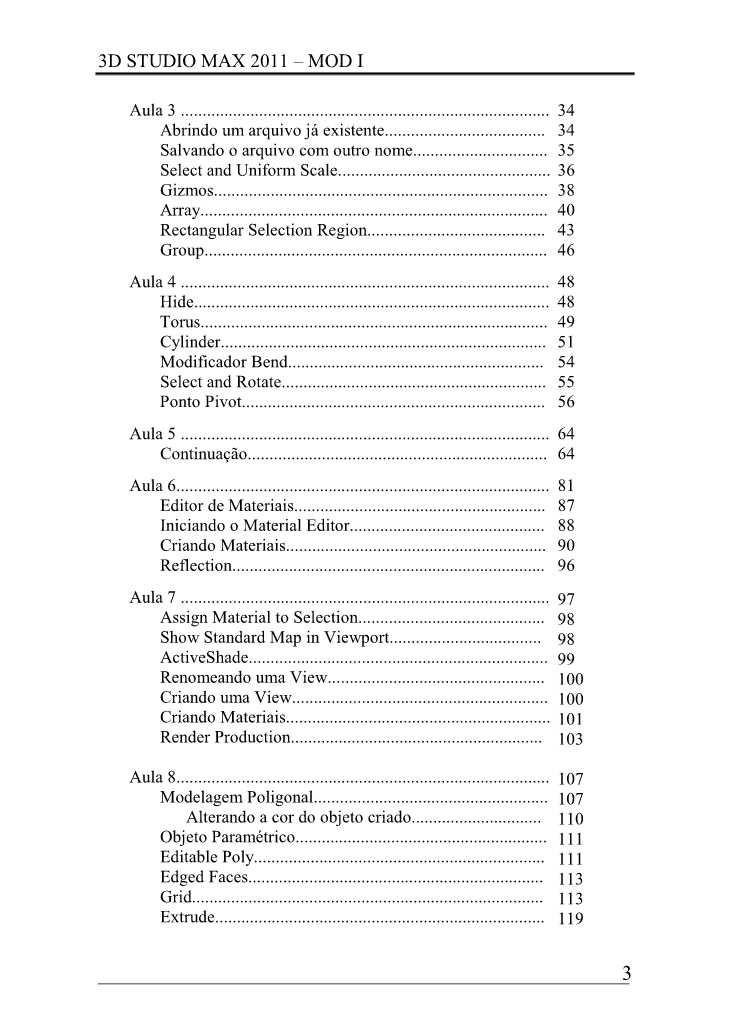 3D STUDIO MAX 2011 – MOD I
Aula 3 ..................................................................................... 34
Abrindo um arquivo já existente..................................... 34
Salvando o arquivo com outro nome............................... 35
Select and Uniform Scale................................................. 36
Gizmos............................................................................. 38
Array................................................................................ 40
Rectangular Selection Region......................................... 43
Group............................................................................... 46
Aula 4 ..................................................................................... 48
Hide.................................................................................. 48
Torus................................................................................ 49
Cylinder........................................................................... 51
Modificador Bend........................................................... 54
Select and Rotate............................................................. 55
Ponto Pivot...................................................................... 56
Aula 5 ..................................................................................... 64
Continuação..................................................................... 64
Aula 6...................................................................................... 81
Editor de Materiais.......................................................... 87
Iniciando o Material Editor............................................. 88
Criando Materiais............................................................ 90
Reflection........................................................................ 96
Aula 7 ..................................................................................... 97
Assign Material to Selection........................................... 98
Show Standard Map in Viewport................................... 98
ActiveShade..................................................................... 99
Renomeando uma View.................................................. 100
Criando uma View........................................................... 100
Criando Materiais............................................................. 101
Render Production.......................................................... 103
Aula 8...................................................................................... 107
Modelagem Poligonal...................................................... 107
Alterando a cor do objeto criado.............................. 110
Objeto Paramétrico.......................................................... 111
Editable Poly................................................................... 111
Edged Faces.................................................................... 113
Grid................................................................................. 113
Extrude............................................................................ 119
3